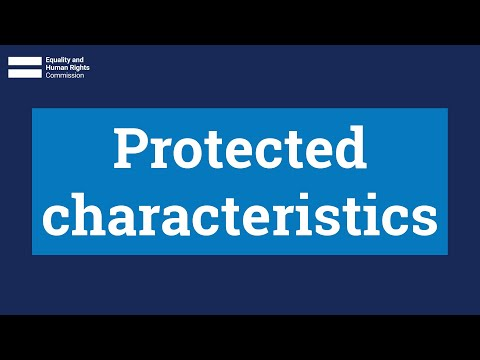 Equality and
Human Rights
Commission
Protected
characteristics